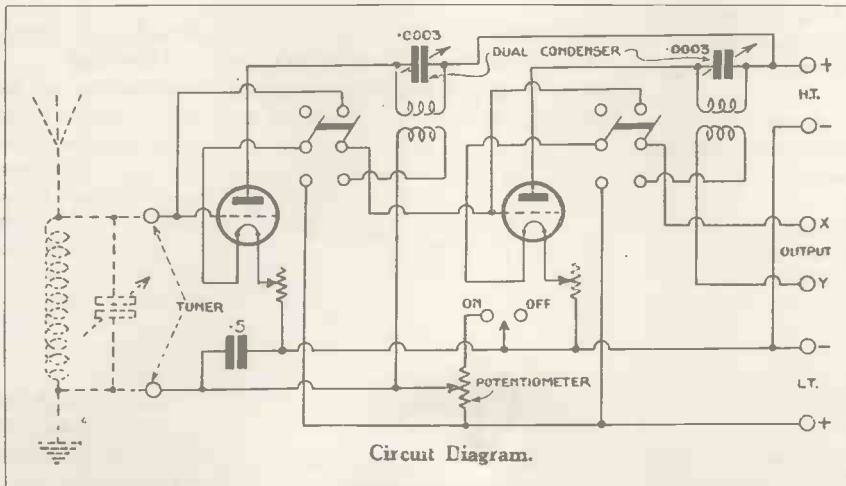 .0003
DUAL CONDENSER
.0003
+
H.T.
−
X
OUTPUT
Y
TUNER
ON
OFF
.5
−
POTENTIOMETER
L.T.
+
Circuit Diagram.